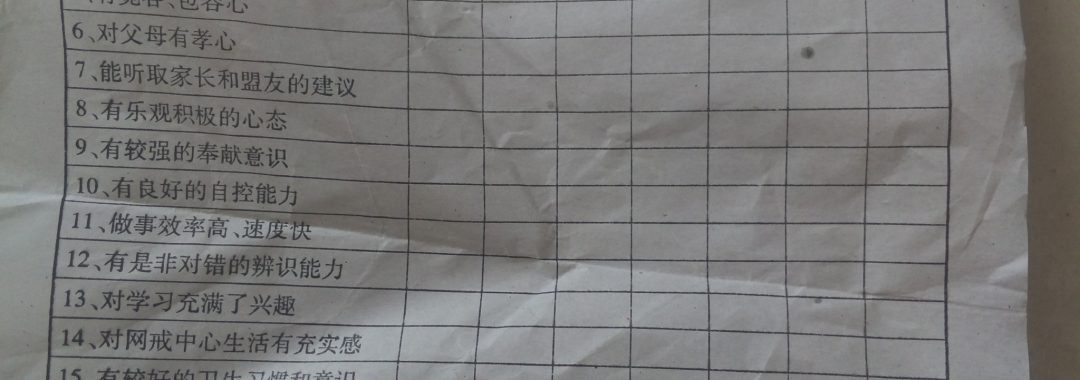 有宽容、包容心
6、对父母有孝心
7、能听取家长和盟友的建议
8、有乐观积极的心态
9、有较强的奉献意识
10、有良好的自控能力
11、做事效率高、速度快
12、有是非对错的辨识能力
13、对学习充满了兴趣
14、对网戒中心生活有充实感
15、有较好的卫生习惯和意识